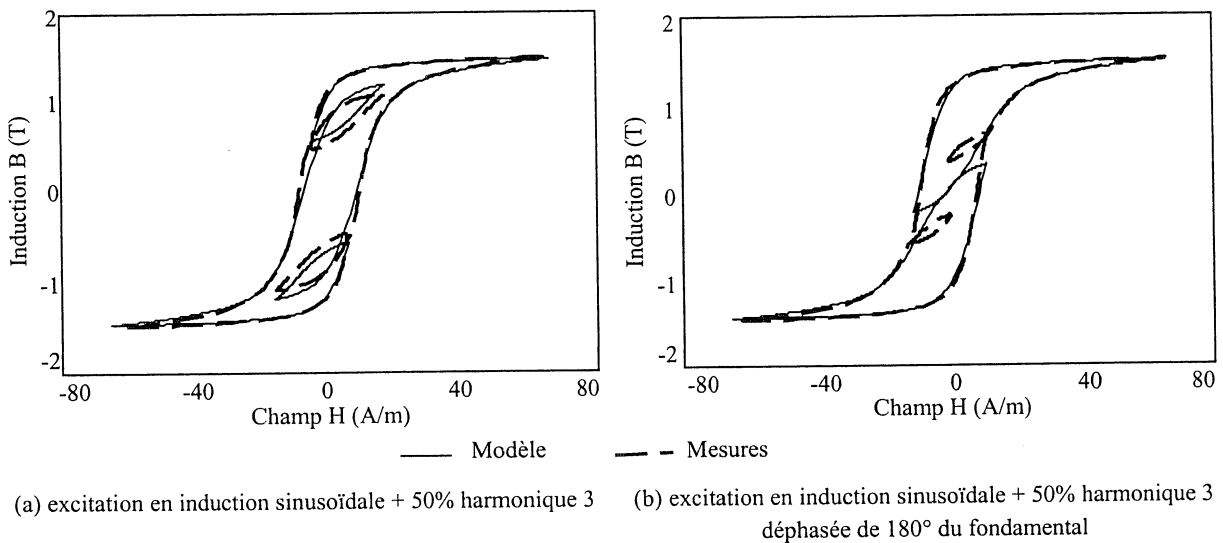 2
1
0
-1
-2
Induction B (T)
-80
-40
0
40
80
Champ H (A/m)
2
1
0
-1
-2
Induction B (T)
-80
-40
0
40
80
Champ H (A/m)
Modèle
Mesures
(a) excitation en induction sinusoïdale + 50% harmonique 3
(b) excitation en induction sinusoïdale + 50% harmonique 3
déphasée de 180° du fondamental